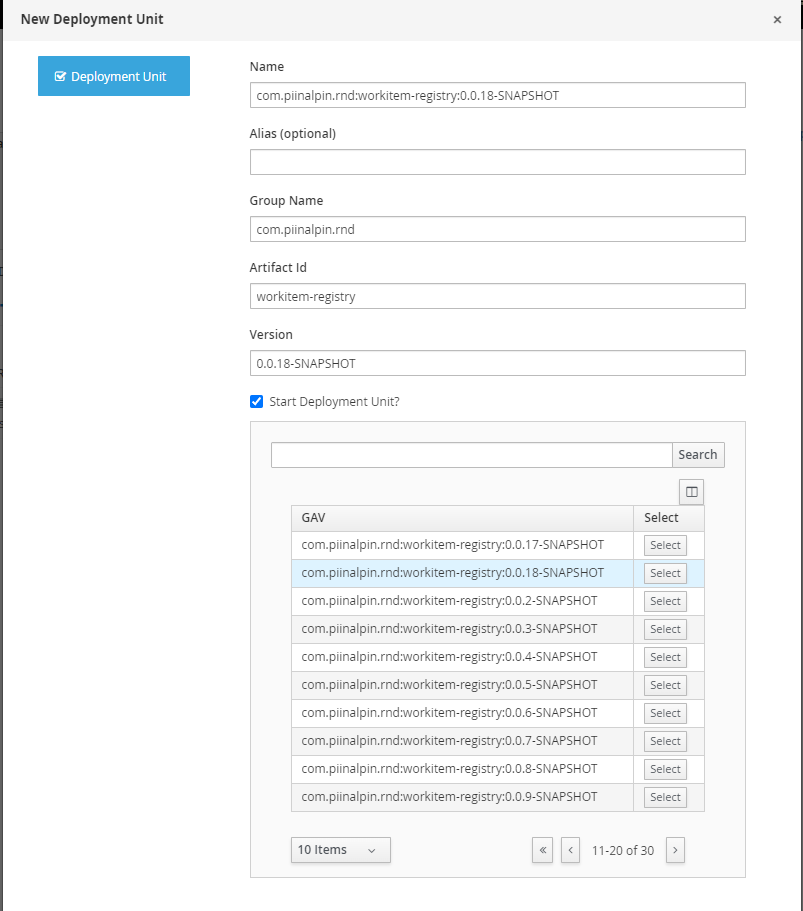 New Deployment Unit ×
Deployment Unit
Name
com.piinalpin.rnd:workitem-registry:0.0.18-SNAPSHOT
Alias (optional)
Group Name
com.piinalpin.rnd
Artifact Id
workitem-registry
Version
0.0.18-SNAPSHOT
Start Deployment Unit?
Search
GAV Select
com.piinalpin.rnd:workitem-registry:0.0.17-SNAPSHOT Select
com.piinalpin.rnd:workitem-registry:0.0.18-SNAPSHOT Select
com.piinalpin.rnd:workitem-registry:0.0.2-SNAPSHOT Select
com.piinalpin.rnd:workitem-registry:0.0.3-SNAPSHOT Select
com.piinalpin.rnd:workitem-registry:0.0.4-SNAPSHOT Select
com.piinalpin.rnd:workitem-registry:0.0.5-SNAPSHOT Select
com.piinalpin.rnd:workitem-registry:0.0.6-SNAPSHOT Select
com.piinalpin.rnd:workitem-registry:0.0.7-SNAPSHOT Select
com.piinalpin.rnd:workitem-registry:0.0.8-SNAPSHOT Select
com.piinalpin.rnd:workitem-registry:0.0.9-SNAPSHOT Select
10 Items « ‹ 11-20 of 30 ›